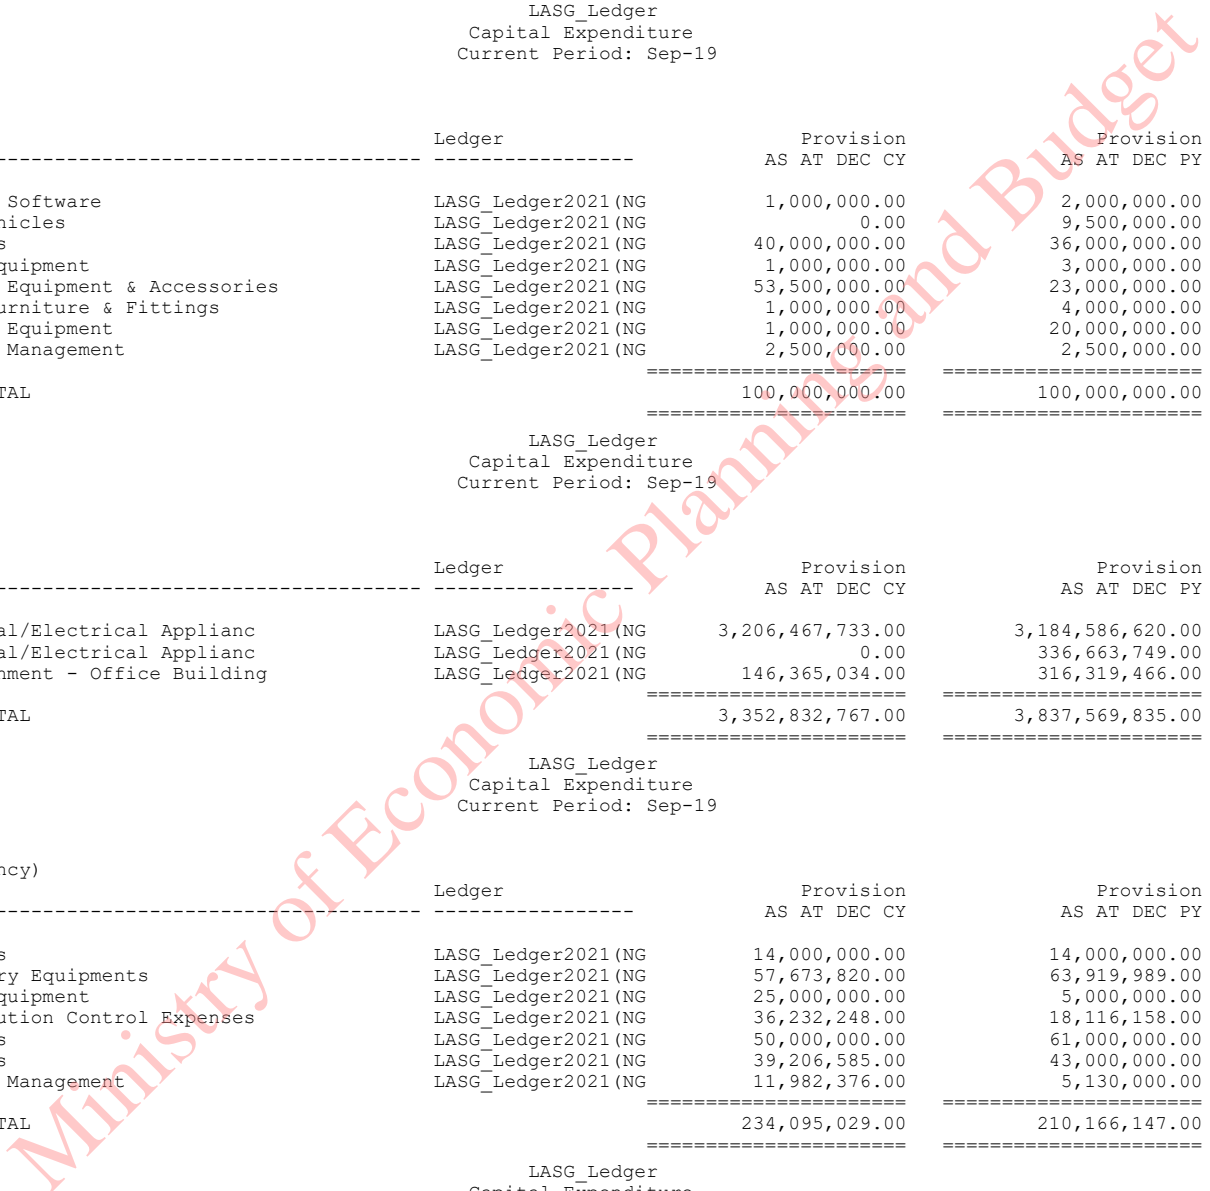 LASG_Ledger
Capital Expenditure
Current Period: Sep-19
Ledger Provision Provision
------------------------------------ ----------------- AS AT DEC CY AS AT DEC PY
Software LASG_Ledger2021(NG 1,000,000.00 2,000,000.00
hicles LASG_Ledger2021(NG 0.00 9,500,000.00
s LASG_Ledger2021(NG 40,000,000.00 36,000,000.00
quipment LASG_Ledger2021(NG 1,000,000.00 3,000,000.00
Equipment & Accessories LASG_Ledger2021(NG 53,500,000.00 23,000,000.00
urniture & Fittings LASG_Ledger2021(NG 1,000,000.00 4,000,000.00
Equipment LASG_Ledger2021(NG 1,000,000.00 20,000,000.00
Management LASG_Ledger2021(NG 2,500,000.00 2,500,000.00
====================== ======================
TAL 100,000,000.00 100,000,000.00
====================== ======================
LASG_Ledger
Capital Expenditure
Current Period: Sep-19
Ledger Provision Provision
------------------------------------ ----------------- AS AT DEC CY AS AT DEC PY
al/Electrical Applianc LASG_Ledger2021(NG 3,206,467,733.00 3,184,586,620.00
al/Electrical Applianc LASG_Ledger2021(NG 0.00 336,663,749.00
nment - Office Building LASG_Ledger2021(NG 146,365,034.00 316,319,466.00
====================== ======================
TAL 3,352,832,767.00 3,837,569,835.00
====================== ======================
LASG_Ledger
Capital Expenditure
Current Period: Sep-19
ncy)
Ledger Provision Provision
------------------------------------ ----------------- AS AT DEC CY AS AT DEC PY
s LASG_Ledger2021(NG 14,000,000.00 14,000,000.00
ry Equipments LASG_Ledger2021(NG 57,673,820.00 63,919,989.00
quipment LASG_Ledger2021(NG 25,000,000.00 5,000,000.00
ution Control Expenses LASG_Ledger2021(NG 36,232,248.00 18,116,158.00
s LASG_Ledger2021(NG 50,000,000.00 61,000,000.00
s LASG_Ledger2021(NG 39,206,585.00 43,000,000.00
Management LASG_Ledger2021(NG 11,982,376.00 5,130,000.00
====================== ======================
TAL 234,095,029.00 210,166,147.00
====================== ======================
LASG_Ledger
Capital Expenditure
Ministry of Economic Planning and Budget